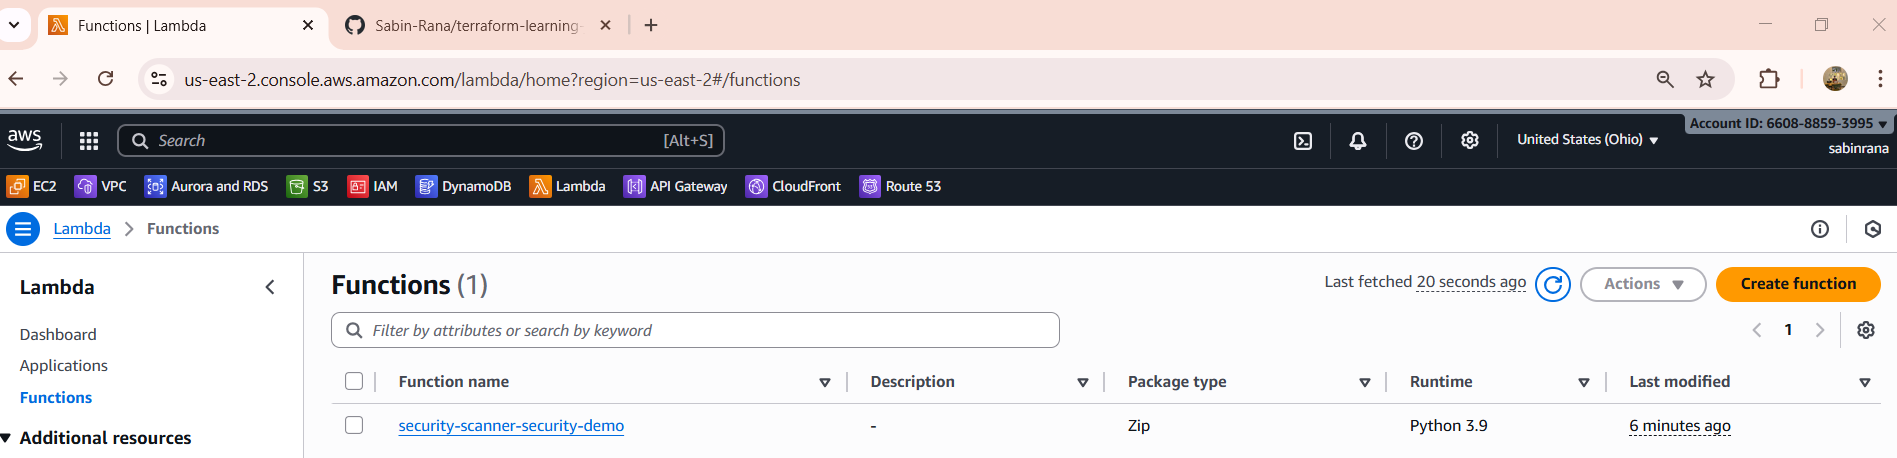 Functions | Lambda
Sabin-Rana/terraform-learning-
us-east-2.console.aws.amazon.com/lambda/home?region=us-east-2#/functions
aws
Search
[Alt+S]
United States (Ohio)
Account ID: 6608-8859-3995
sabinrana
EC2 VPC Aurora and RDS S3 IAM DynamoDB Lambda API Gateway CloudFront Route 53
Lambda > Functions
Lambda
Dashboard
Applications
Functions
Additional resources
Functions (1)
Last fetched 20 seconds ago
Actions
Create function
Filter by attributes or search by keyword
1
Function name Description Package type Runtime Last modified
security-scanner-security-demo - Zip Python 3.9 6 minutes ago